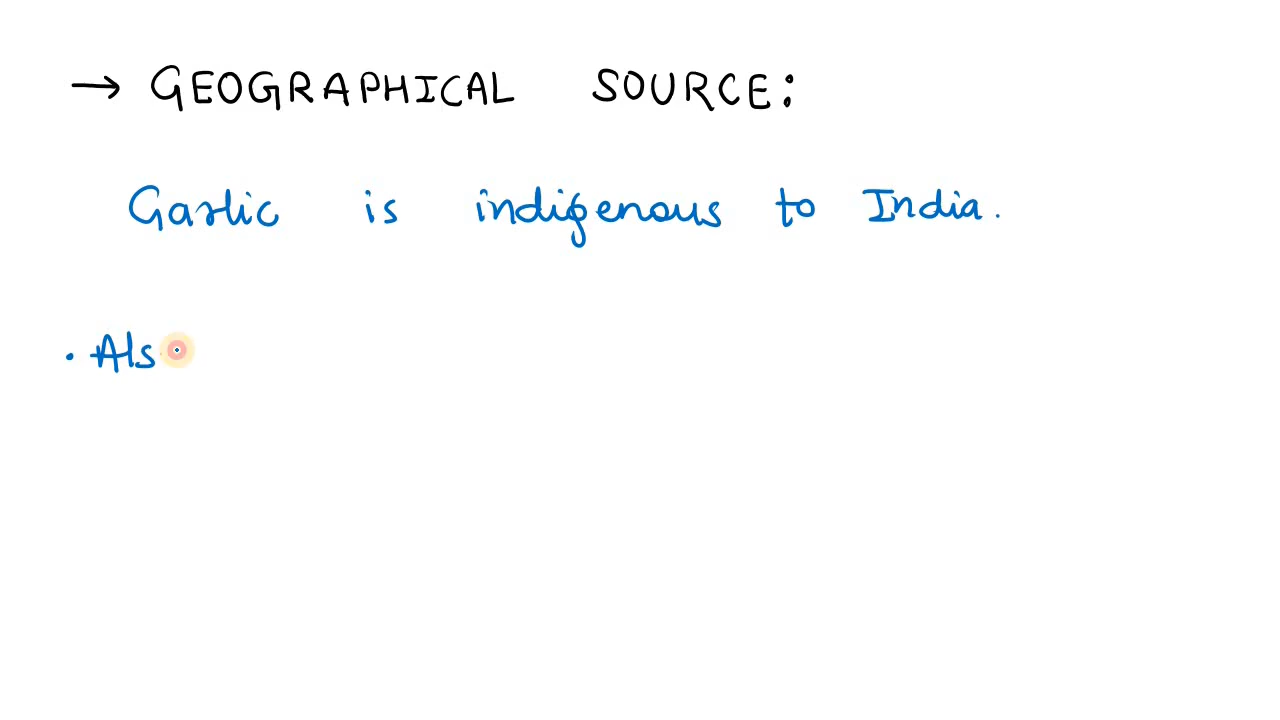 → GEOGRAPHICAL SOURCE:
Garlic is indigenous to India.
. Als